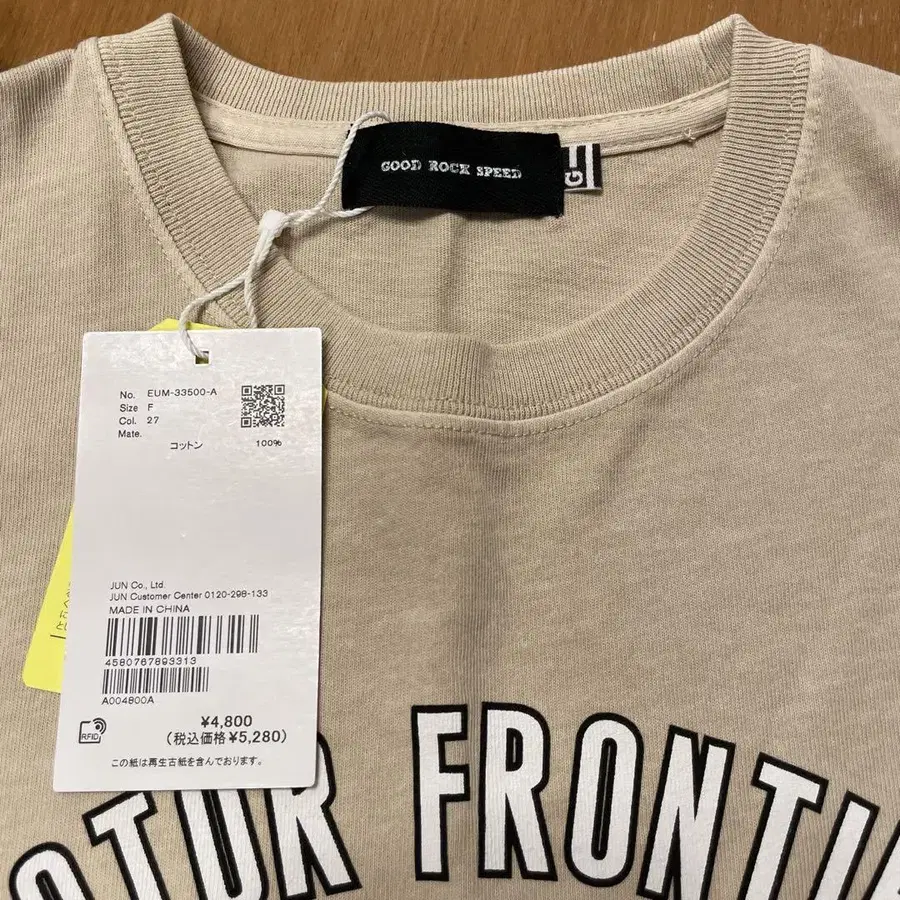 GOOD ROCK SPEED
G
No. EUM-33500-A
Size F
Col. 27
Mate.
コットン 100%
JUN Co., Ltd.
JUN Customer Center 0120-298-133
MADE IN CHINA
4580767893313
A004800A
RFID
¥4,800
(税込価格¥5,280)
この紙は再生古紙を含んでおります。
OTOR FRONTI